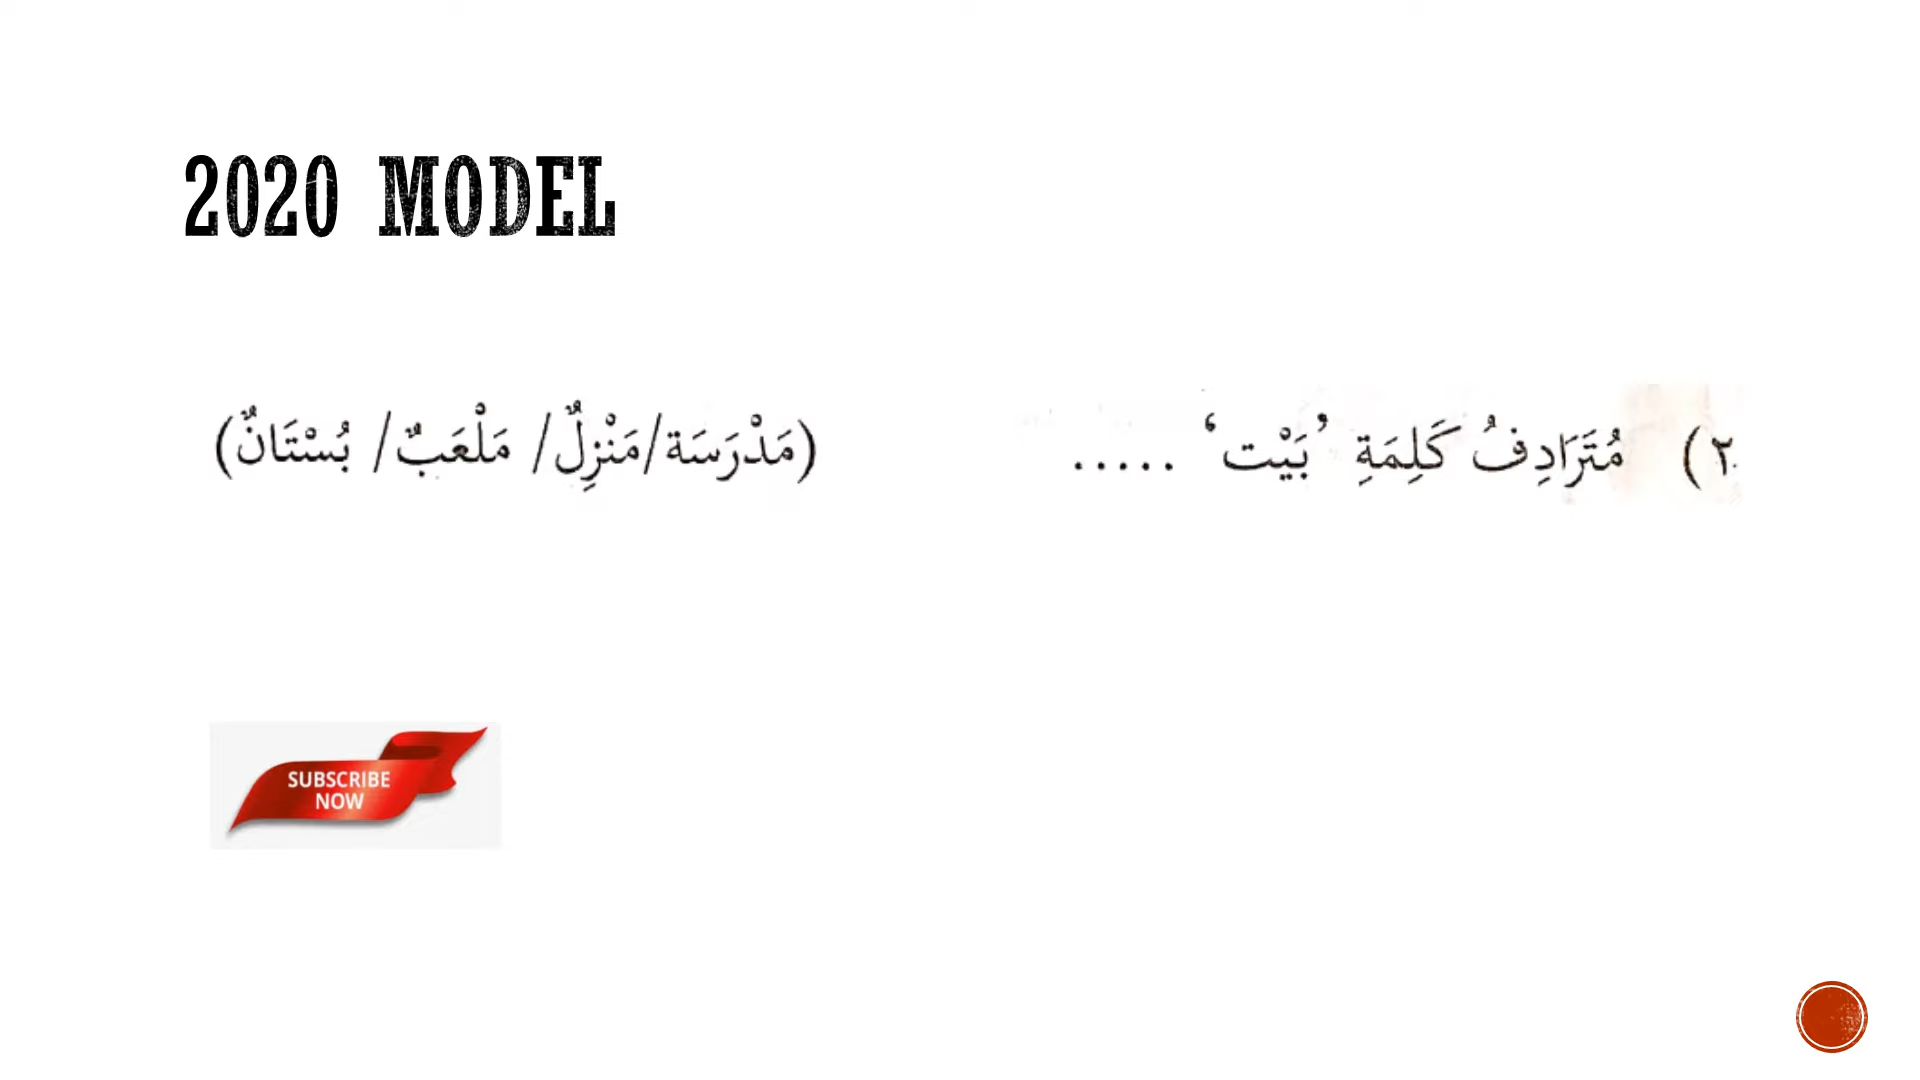 2020 MODEL
٢) مُتَرَادِفُ كَلِمَةِ ’بَيْت‘ ..... (مَدْرَسَة/مَنْزِلٌ/ مَلْعَبٌ/ بُسْتَانٌ)
SUBSCRIBE
NOW